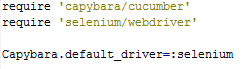 require 'capybara/cucumber'
require 'selenium/webdriver'
Capybara.default_driver=:selenium